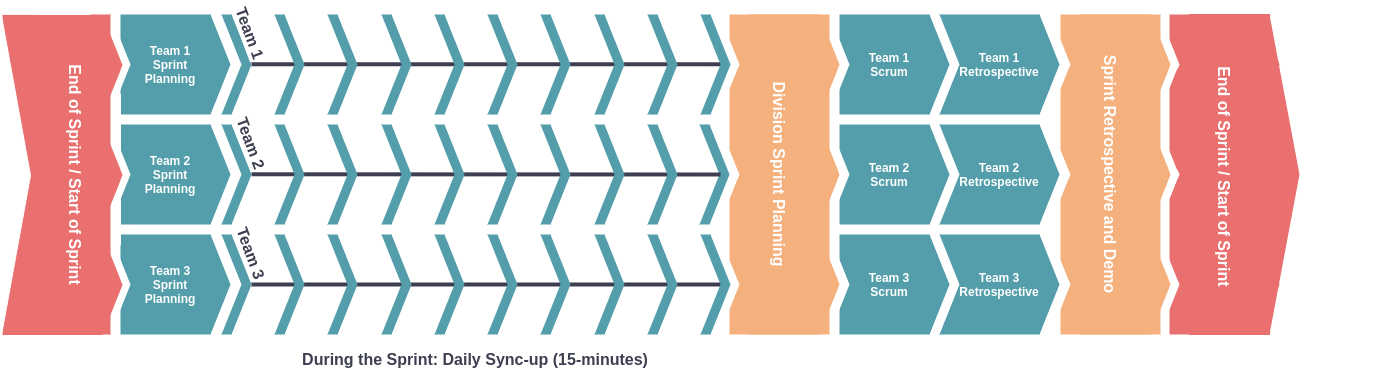 End of Sprint / Start of Sprint
Team 1
Sprint
Planning
Team 1
Team 2
Sprint
Planning
Team 2
Team 3
Sprint
Planning
Team 3
Division Sprint Planning
Team 1
Scrum
Team 1
Retrospective
Team 2
Scrum
Team 2
Retrospective
Team 3
Scrum
Team 3
Retrospective
Sprint Retrospective and Demo
End of Sprint / Start of Sprint
During the Sprint: Daily Sync-up (15-minutes)